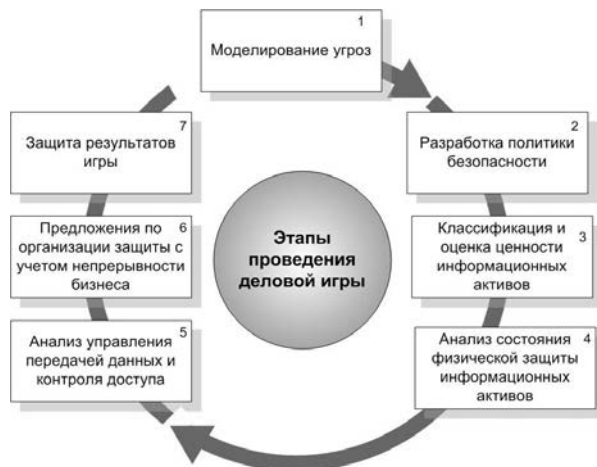 1
Моделирование угроз
2
Разработка политики
безопасности
3
Классификация и
оценка ценности
информационных
активов
4
Анализ состояния
физической защиты
информационных
активов
5
Анализ управления
передачей данных и
контроля доступа
6
Предложения по
организации защиты с
учетом непрерывности
бизнеса
7
Защита результатов
игры
Этапы
проведения
деловой игры